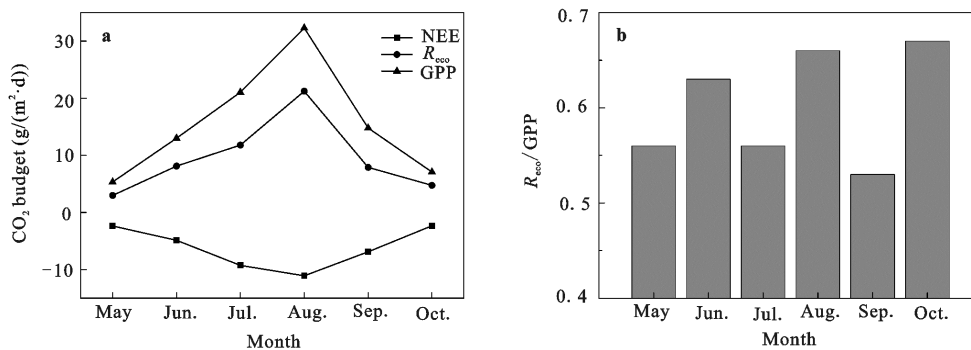 a
NEE
Reco
GPP
30
20
10
0
−10
CO2 budget (g/(m2·d))
May Jun. Jul. Aug. Sep. Oct.
Month
b
0.7
0.6
0.5
0.4
Reco/GPP
May Jun. Jul. Aug. Sep. Oct.
Month